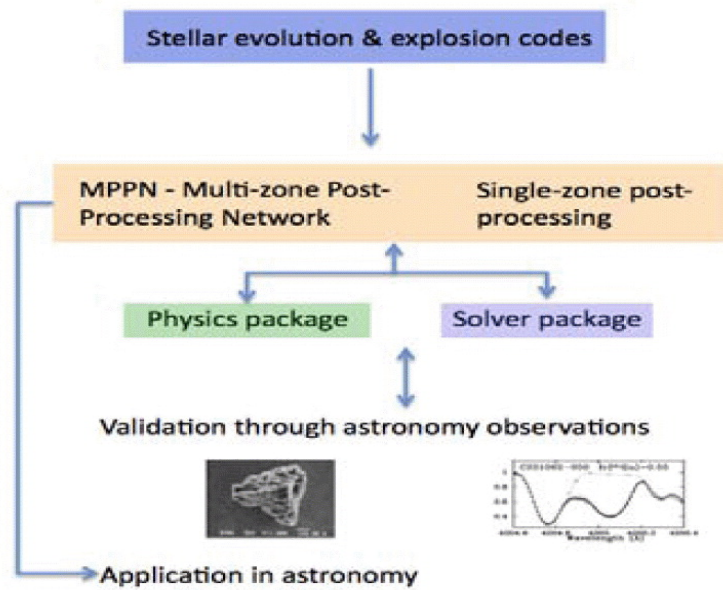 Stellar evolution & explosion codes
MPPN - Multi-zone Post-
Processing Network
Single-zone post-
processing
Physics package
Solver package
Validation through astronomy observations
Wavelength (Å)
Application in astronomy